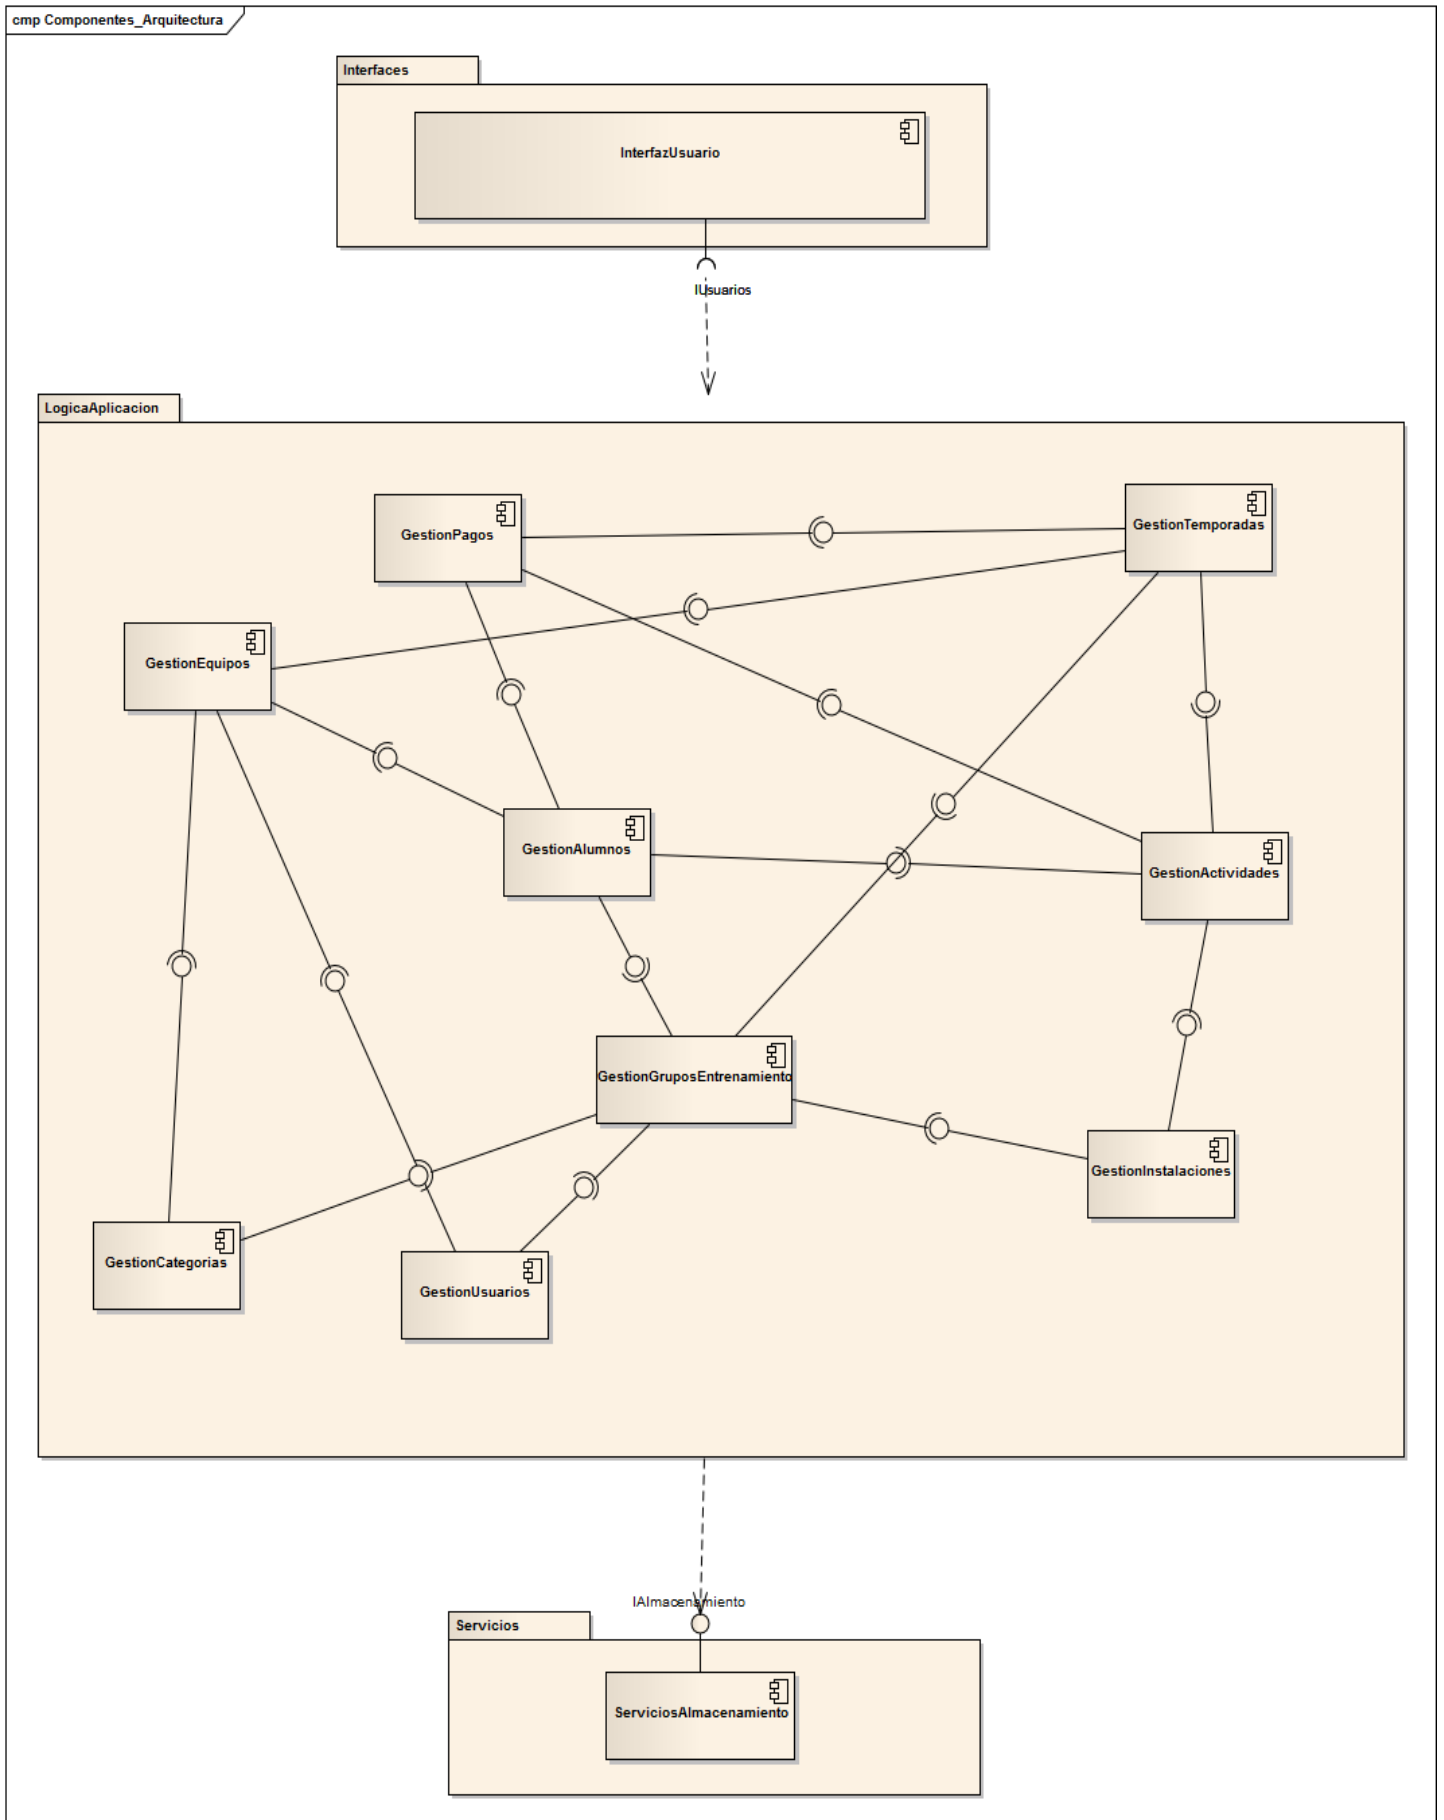 cmp Componentes_Arquitectura
Interfaces
InterfazUsuario
IUsuarios
LogicaAplicacion
GestionPagos
GestionTemporadas
GestionEquipos
GestionAlumnos
GestionActividades
GestionGruposEntrenamiento
GestionInstalaciones
GestionCategorias
GestionUsuarios
IAlmacenamiento
Servicios
ServiciosAlmacenamiento